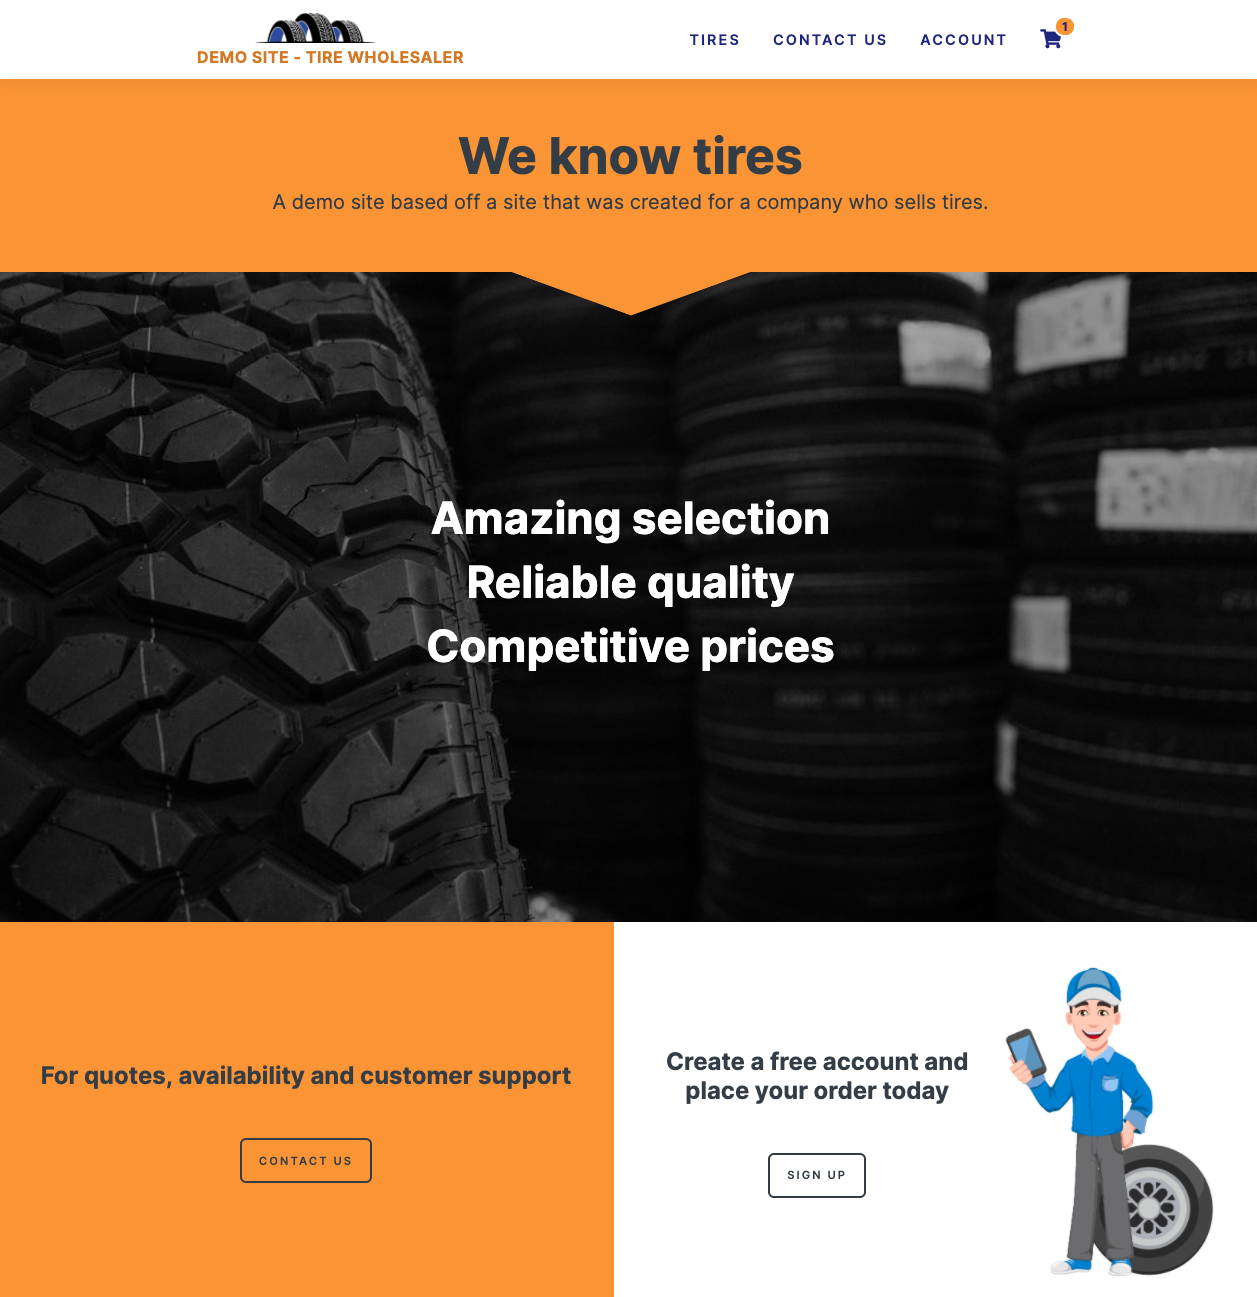 DEMO SITE - TIRE WHOLESALER
TIRES CONTACT US ACCOUNT 1
We know tires
A demo site based off a site that was created for a company who sells tires.
Amazing selection
Reliable quality
Competitive prices
For quotes, availability and customer support
CONTACT US
Create a free account and
place your order today
SIGN UP